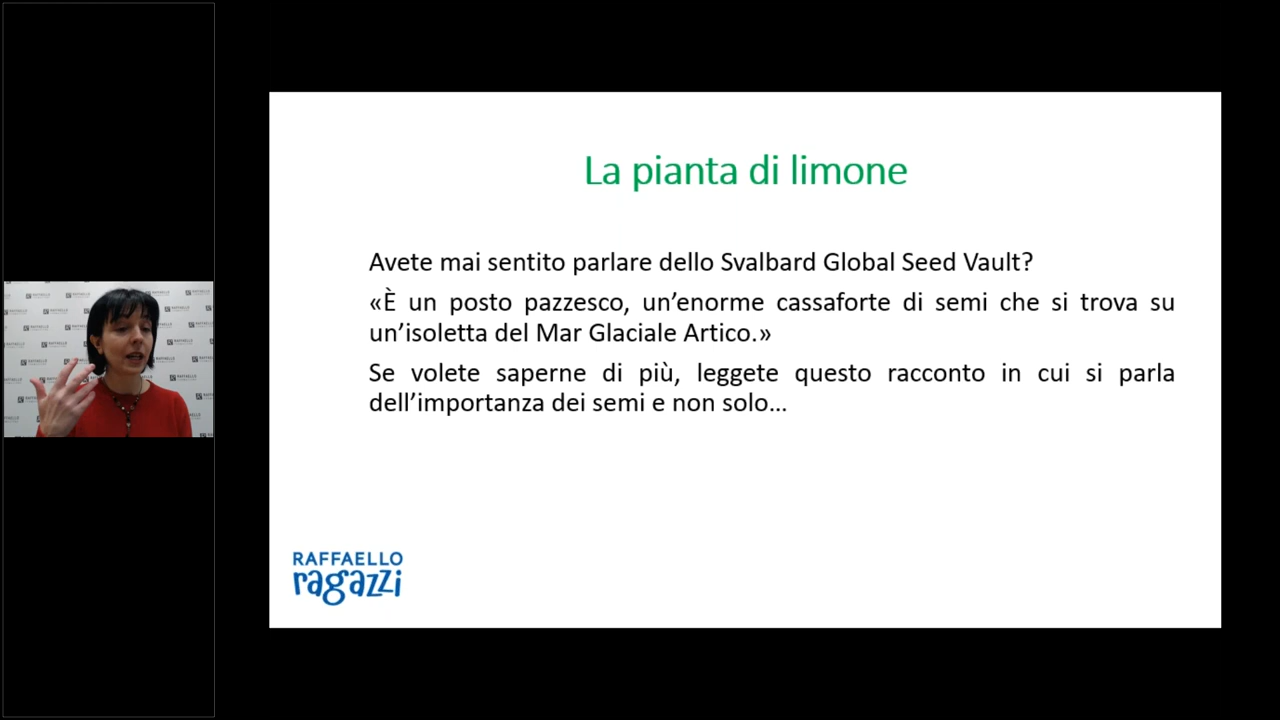 La pianta di limone
Avete mai sentito parlare dello Svalbard Global Seed Vault?
«È un posto pazzesco, un’enorme cassaforte di semi che si trova su
un’isoletta del Mar Glaciale Artico.»
Se volete saperne di più, leggete questo racconto in cui si parla
dell’importanza dei semi e non solo...
RAFFAELLO
ragazzi